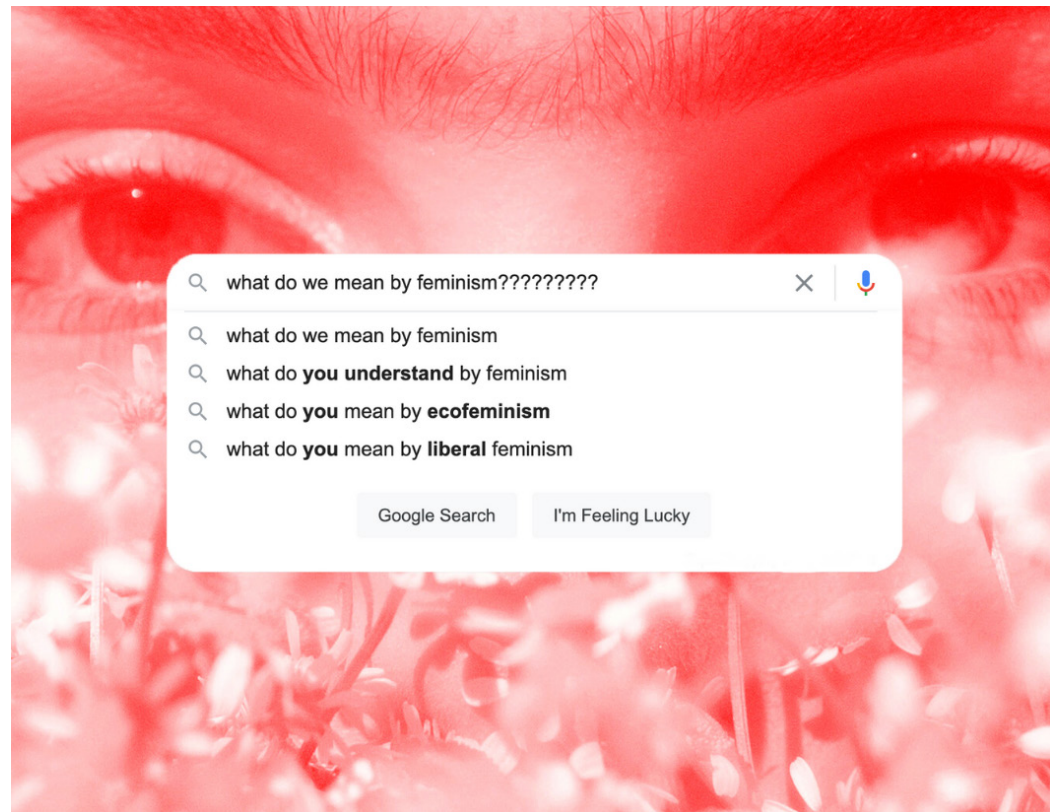 what do we mean by feminism?????????
what do we mean by feminism
what do you understand by feminism
what do you mean by ecofeminism
what do you mean by liberal feminism
Google Search I'm Feeling Lucky